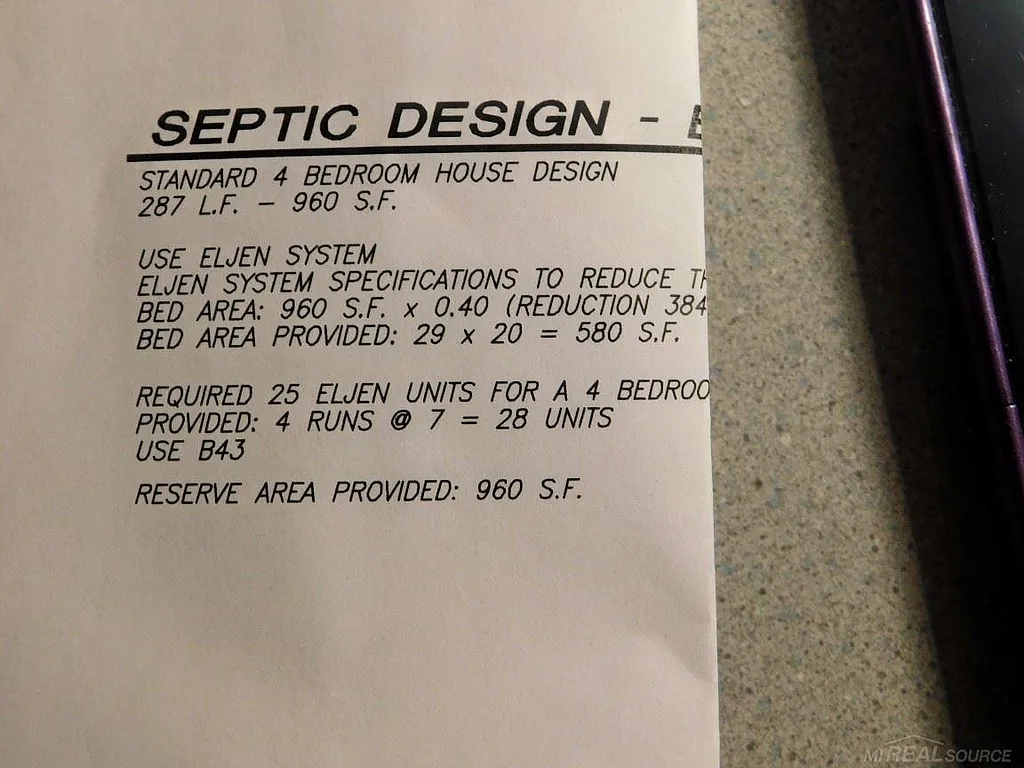 SEPTIC DESIGN -
STANDARD 4 BEDROOM HOUSE DESIGN
287 L.F. - 960 S.F.
USE ELJEN SYSTEM
ELJEN SYSTEM SPECIFICATIONS TO REDUCE
BED AREA: 960 S.F. x 0.40 (REDUCTION 384
BED AREA PROVIDED: 29 x 20 = 580 S.F.
REQUIRED 25 ELJEN UNITS FOR A 4
PROVIDED: 4 RUNS @ 7 = 28 UNITS
USE B43
RESERVE AREA PROVIDED: 960 S.F.
MiREALSOURCE